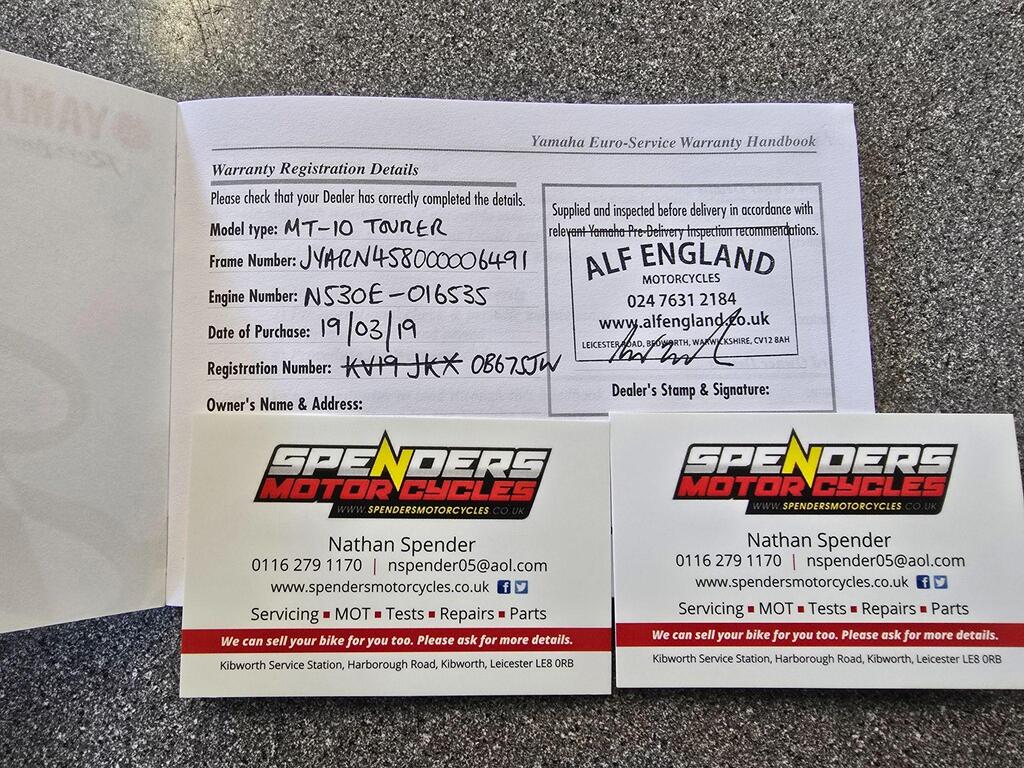 Yamaha Euro-Service Warranty Handbook
Warranty Registration Details
Please check that your Dealer has correctly completed the details.
Model type: MT-10 TOURER
Frame Number: JYARN458000006491
Engine Number: N530E-016535
Date of Purchase: 19/03/19
Registration Number: KV19 JKX OB67SJW
Owner's Name & Address:
Supplied and inspected before delivery in accordance with
relevant Yamaha Pre-Delivery Inspection recommendations.
ALF ENGLAND
MOTORCYCLES
024 7631 2184
www.alfengland.co.uk
LEICESTER ROAD, BEDWORTH, WARWICKSHIRE, CV12 8AH
Dealer's Stamp & Signature:
SPENDERS
MOTOR CYCLES
WWW.SPENDERSMOTORCYCLES.CO.UK
Nathan Spender
0116 279 1170 | nspender05@aol.com
www.spendersmotorcycles.co.uk
Servicing ▪ MOT ▪ Tests ▪ Repairs ▪ Parts
We can sell your bike for you too. Please ask for more details.
Kibworth Service Station, Harborough Road, Kibworth, Leicester LE8 0RB
SPENDERS
MOTOR CYCLES
WWW.SPENDERSMOTORCYCLES.CO.UK
Nathan Spender
0116 279 1170 | nspender05@aol.com
www.spendersmotorcycles.co.uk
Servicing ▪ MOT ▪ Tests ▪ Repairs ▪ Parts
We can sell your bike for you too. Please ask for more details.
Kibworth Service Station, Harborough Road, Kibworth, Leicester LE8 0RB